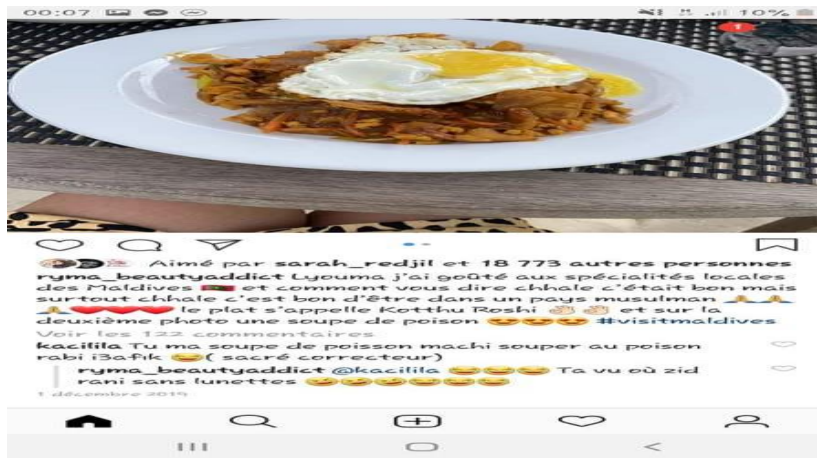 00:07
10%
1
Aimé par sarah_redjil et 18 773 autres personnes
ryma_beautyaddict Lyouma j'ai goûté aux spécialités locales
des Maldives 🇲🇻 et comment vous dire chhale c'était bon mais
surtout chhale c'est bon d'être dans un pays musulman 🙏🙏
🙏❤️❤️❤️❤️ le plat s'appelle Kotthu Roshi 👌🏻👌🏻 et sur la
deuxième photo une soupe de poison 😍😍😍 #visitmaldives
Voir les 122 commentaires
kacilila Tu ma soupe de poisson machi souper au poison
rabi i3afik 😂( sacré correcteur)
ryma_beautyaddict @kacilila 😂😂😂 Ta vu où zid
rani sans lunettes 😂😂😂😂😂😂
1 décembre 2019